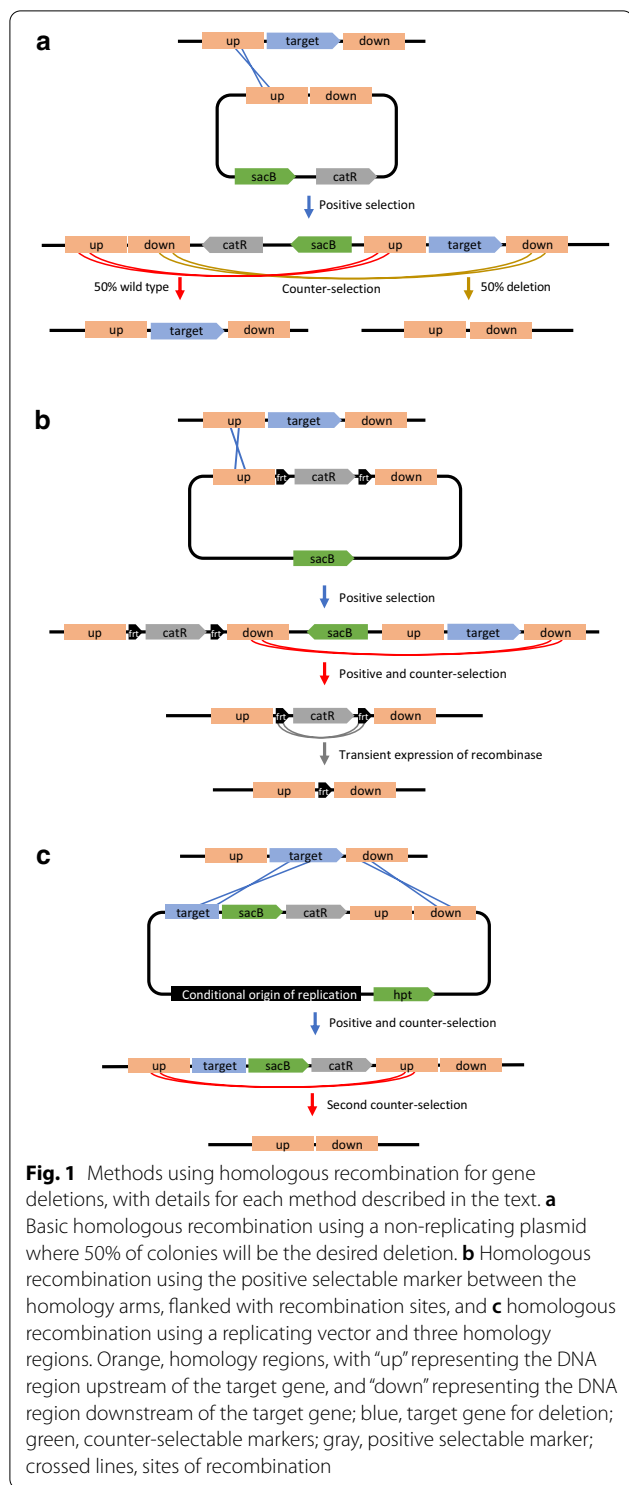 a
up target down
up down
sacB catR
Positive selection
up down catR sacB up target down
50% wild type Counter-selection 50% deletion
up target down up down
b
up target down
up frt catR frt down
sacB
Positive selection
up frt catR frt down sacB up target down
Positive and counter-selection
up frt catR frt down
Transient expression of recombinase
up frt down
c
up target down
target sacB catR up down
Conditional origin of replication hpt
Positive and counter-selection
up target sacB catR up down
Second counter-selection
up down
Fig. 1 Methods using homologous recombination for gene
deletions, with details for each method described in the text. a
Basic homologous recombination using a non-replicating plasmid
where 50% of colonies will be the desired deletion. b Homologous
recombination using the positive selectable marker between the
homology arms, flanked with recombination sites, and c homologous
recombination using a replicating vector and three homology
regions. Orange, homology regions, with "up" representing the DNA
region upstream of the target gene, and "down" representing the DNA
region downstream of the target gene; blue, target gene for deletion;
green, counter-selectable markers; gray, positive selectable marker;
crossed lines, sites of recombination